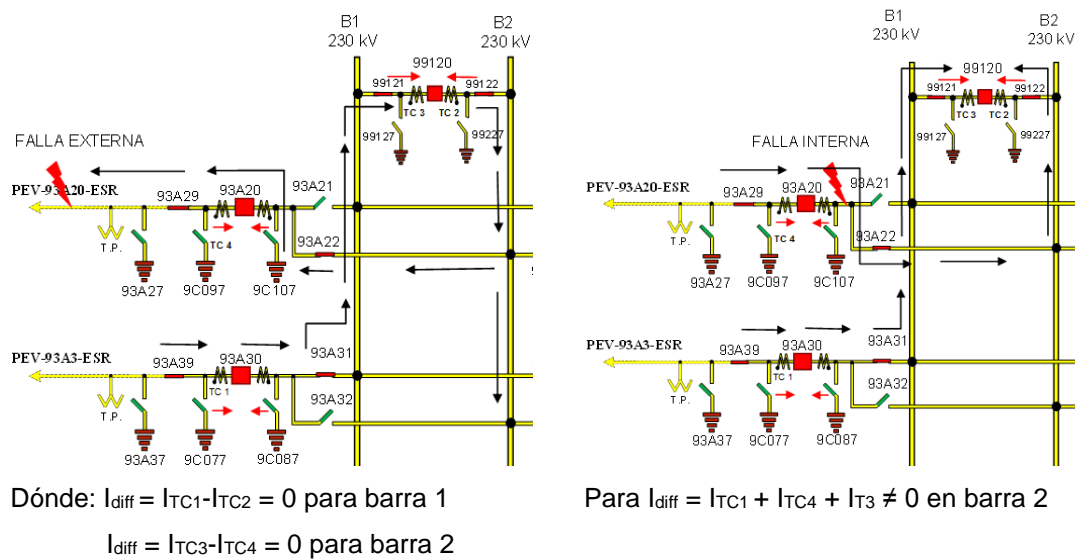 B1
230 kV
B2
230 kV
99120
99121
99122
TC 3
TC 2
99127
99227
FALLA EXTERNA
PEV-93A20-ESR
93A29
93A20
93A21
T.P.
TC 4
93A22
93A27
9C097
9C107
PEV-93A3-ESR
93A39
93A30
93A31
TC 1
93A32
T.P.
93A37
9C077
9C087
Dónde: Idiff = ITC1-ITC2 = 0 para barra 1
Idiff = ITC3-ITC4 = 0 para barra 2
B1
230 kV
B2
230 kV
99120
99121
99122
TC 3
TC 2
99127
99227
FALLA INTERNA
PEV-93A20-ESR
93A29
93A20
93A21
T.P.
TC 4
93A22
93A27
9C097
9C107
PEV-93A3-ESR
93A39
93A30
93A31
TC 1
93A32
T.P.
93A37
9C077
9C087
Para Idiff = ITC1 + ITC4 + IT3 ≠ 0 en barra 2